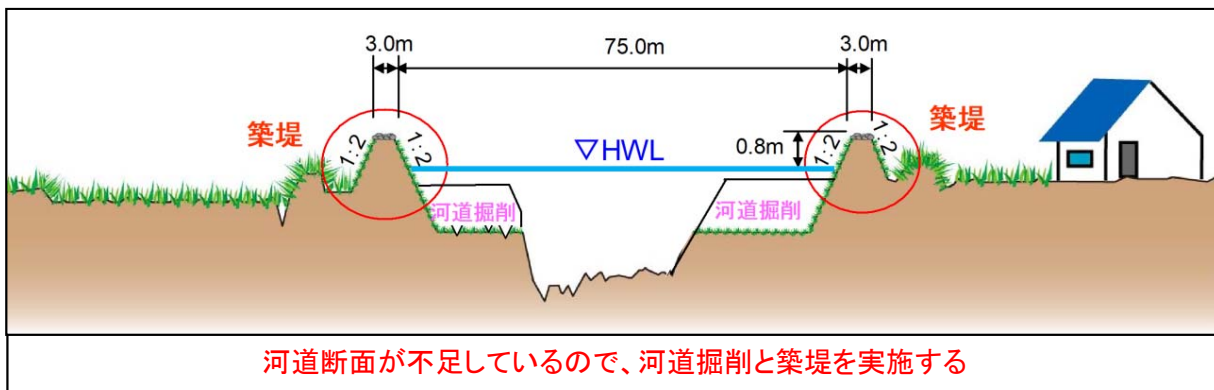 3.0m 75.0m 3.0m
築堤 1:2 1:2 ▽HWL 0.8m 1:2 1:2 築堤
河道掘削 河道掘削
河道断面が不足しているので、河道掘削と築堤を実施する